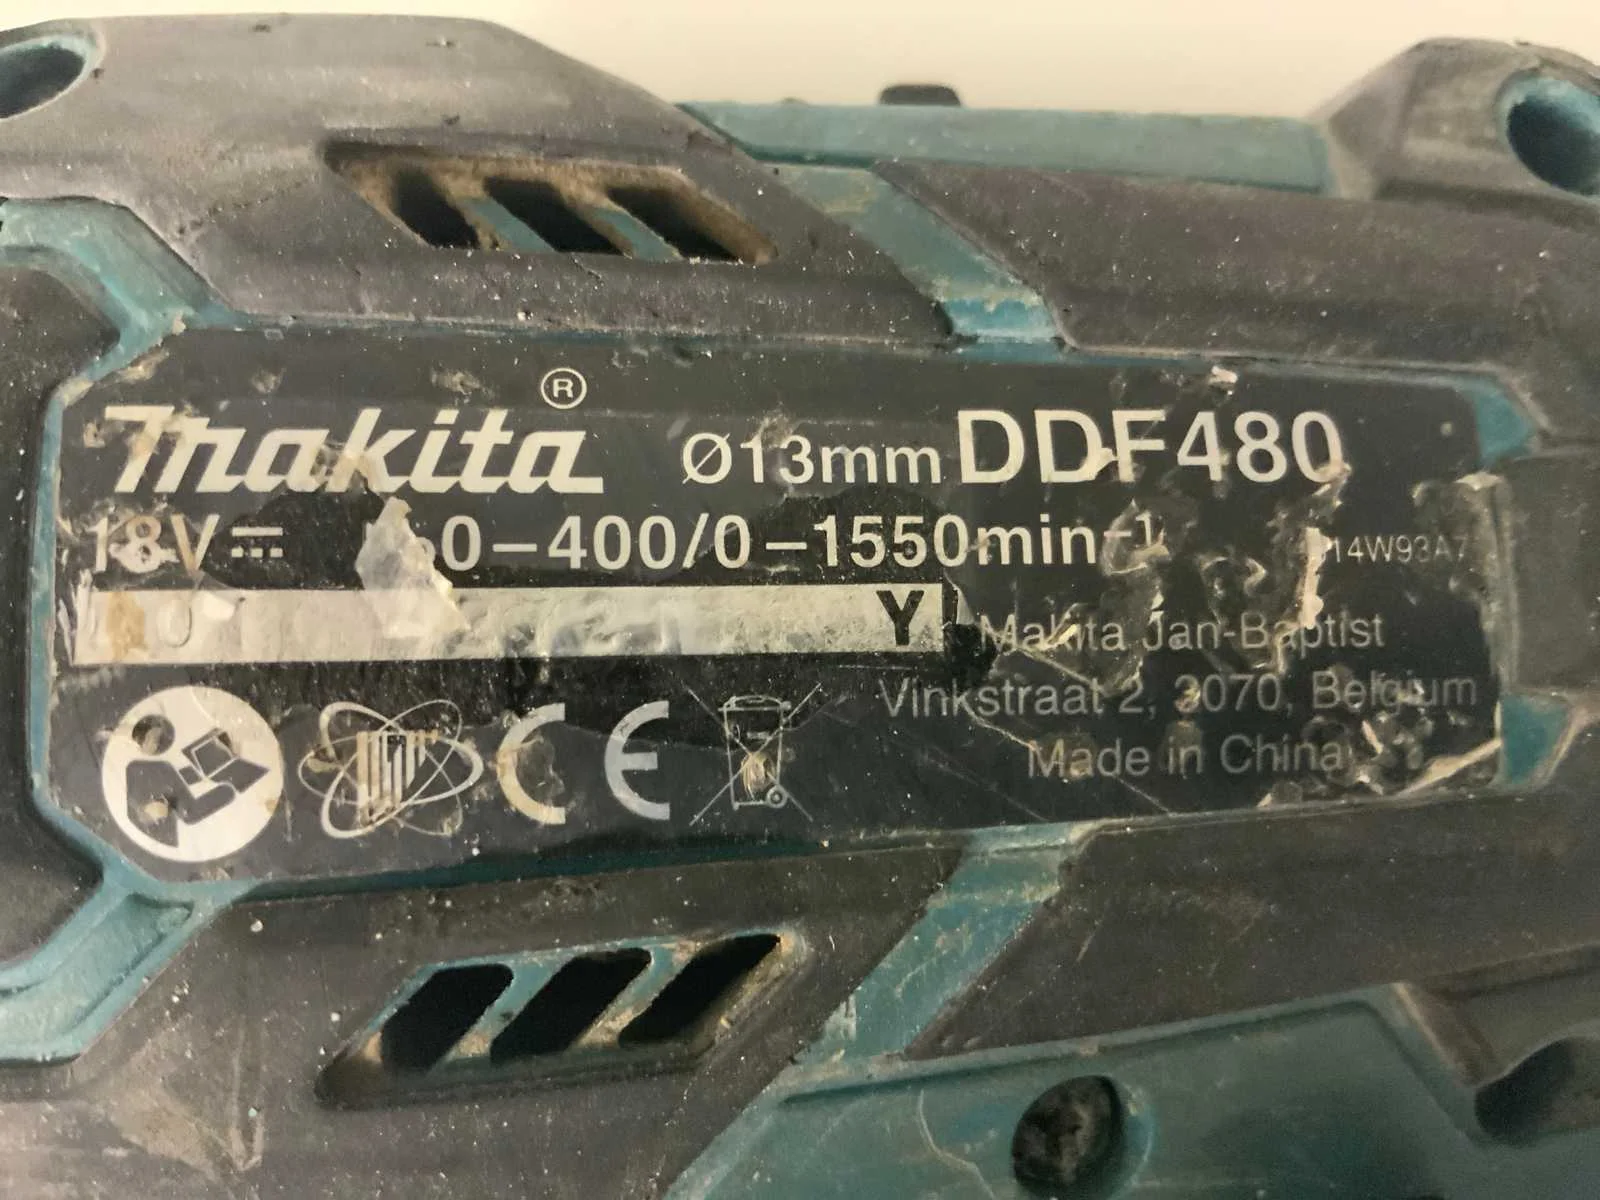 makita® Ø13mm DDF480
18V 0-400/0-1550min-1
14W93A7
Y
Makita Jan-Baptist
Vinkstraat 2, 3070, Belgium
Made in China
CE